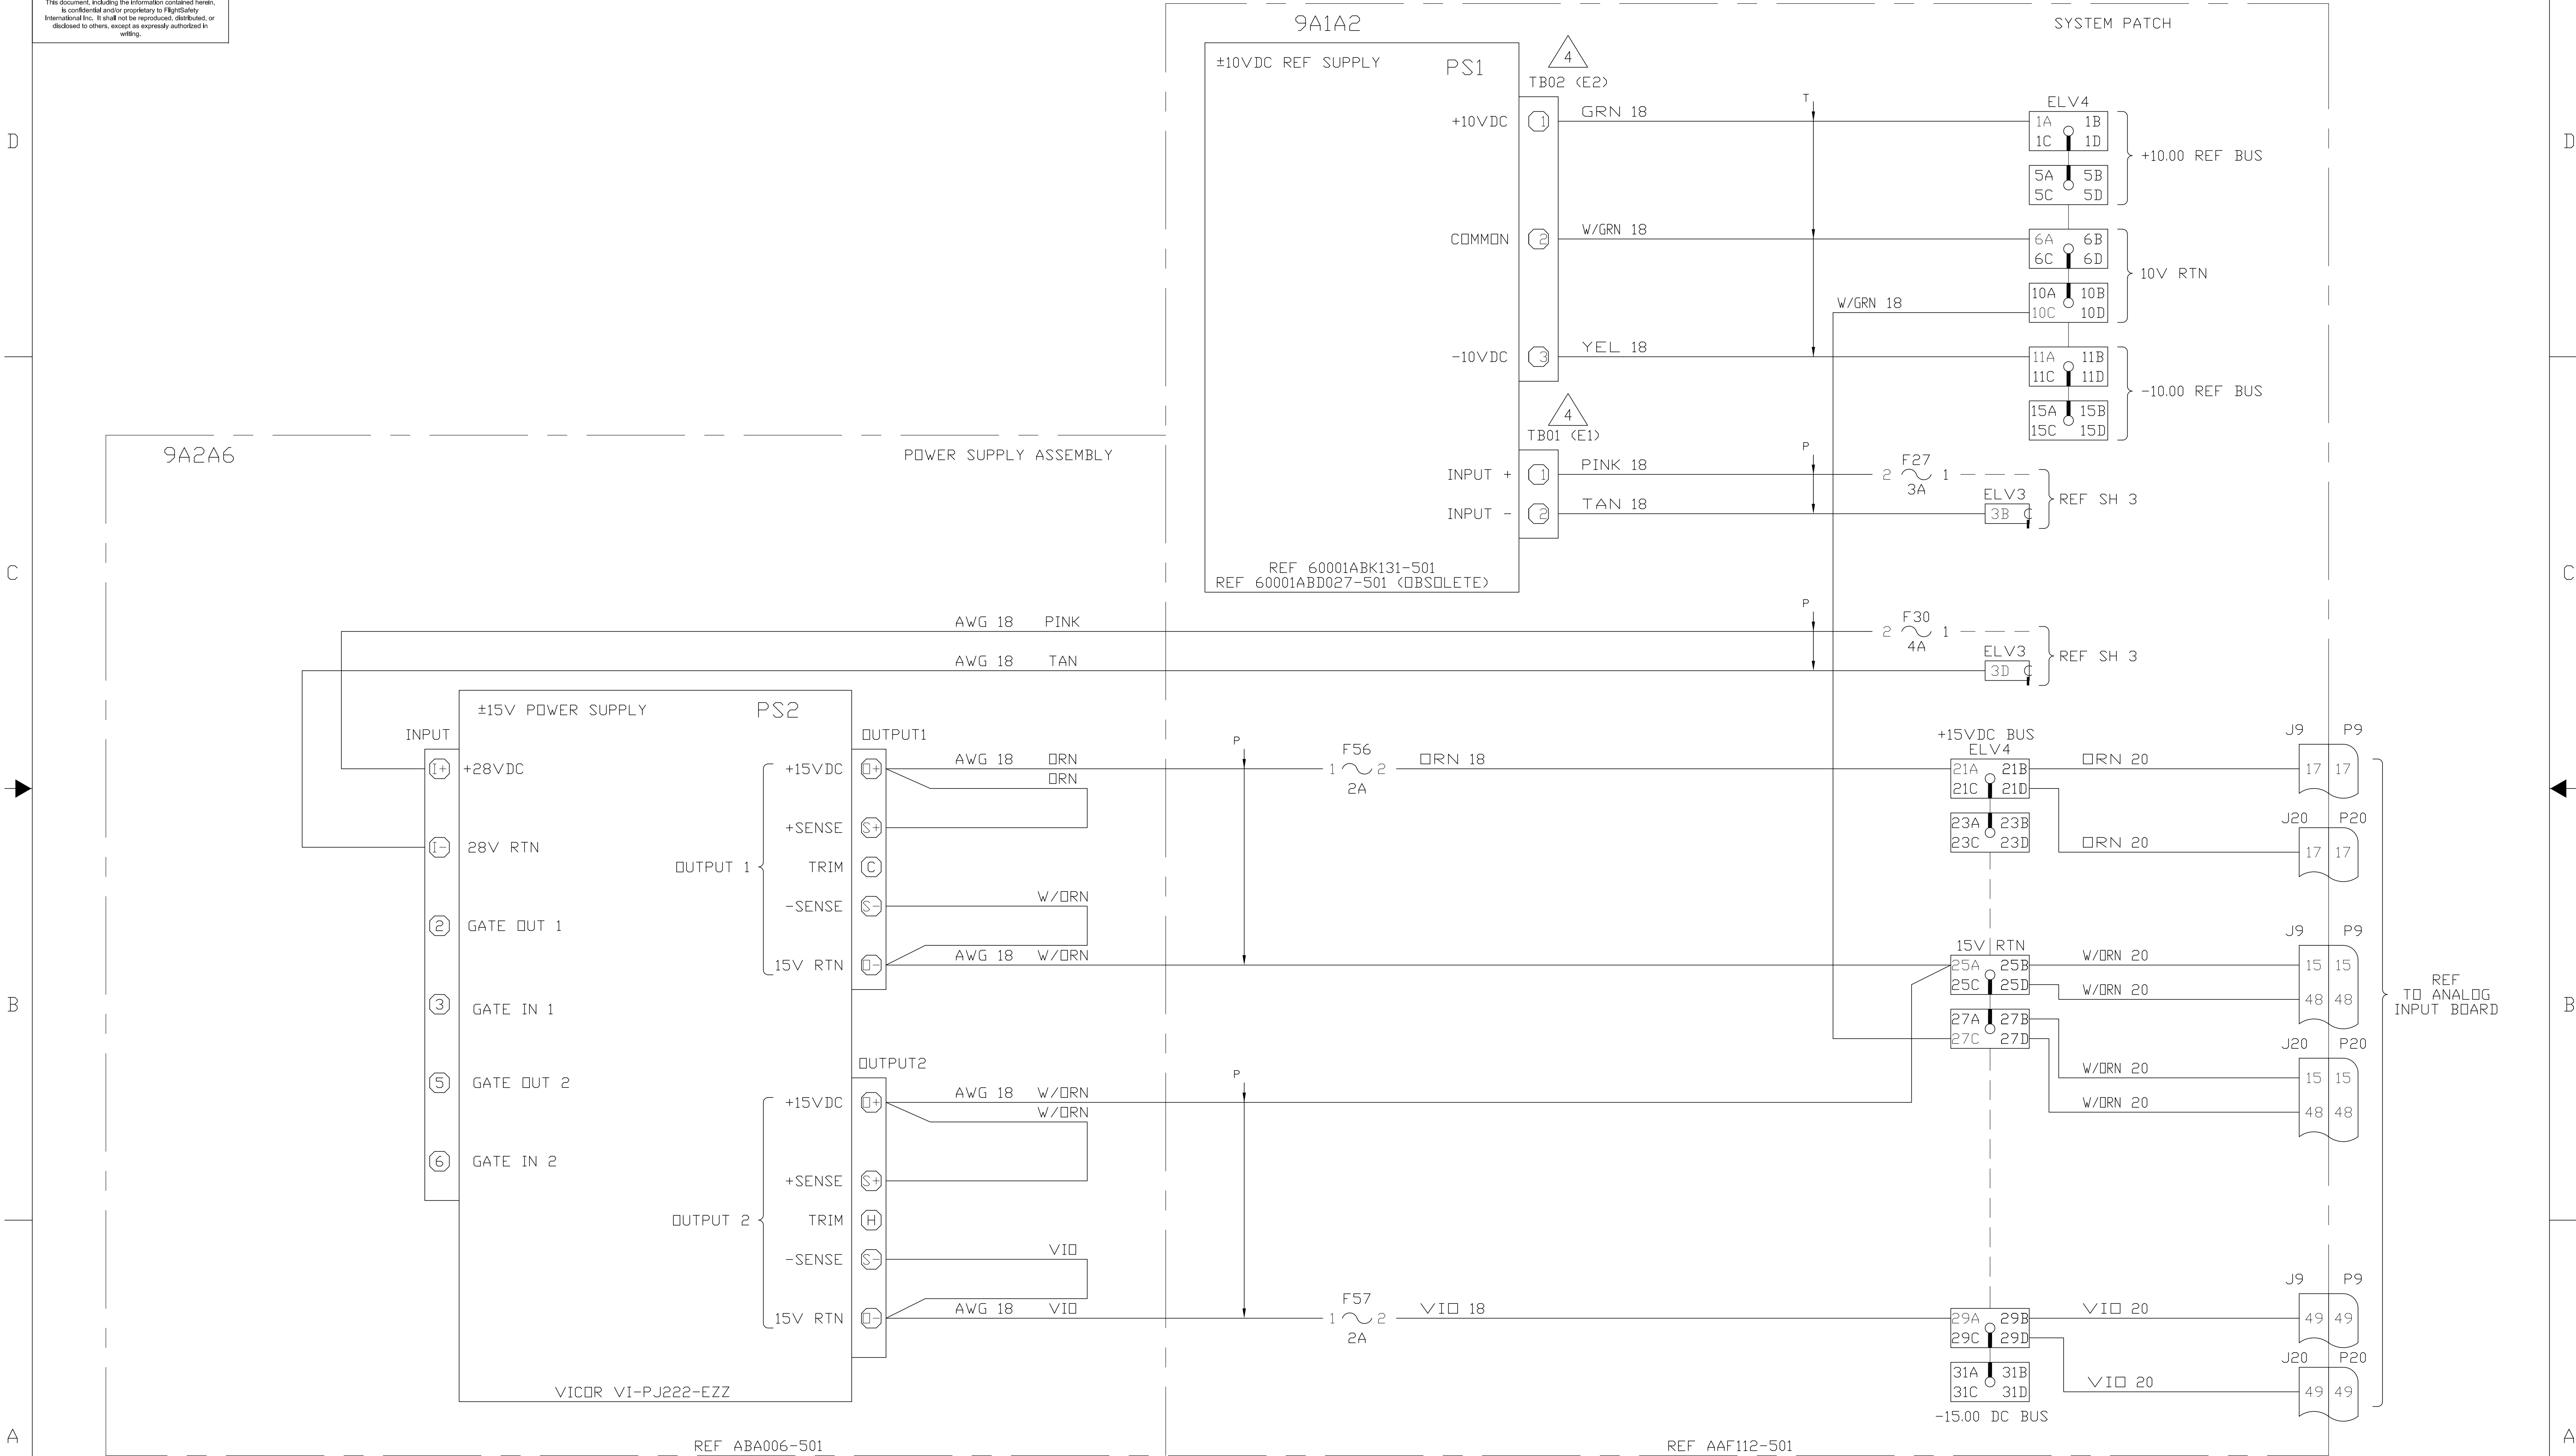 This document, including the information contained herein,
is confidential and/or proprietary to FlightSafety
International Inc. It shall not be reproduced, distributed, or
disclosed to others, except as expressly authorized in
writing.
9A1A2
SYSTEM PATCH
±10VDC REF SUPPLY PS1
4
TB02 (E2)
+10VDC 1 GRN 18
T
ELV4
1A 1B
1C 1D
5A 5B
5C 5D
+10.00 REF BUS
D
D
COMMON 2 W/GRN 18
6A 6B
6C 6D
10A 10B
10C 10D
10V RTN
W/GRN 18
-10VDC 3 YEL 18
11A 11B
11C 11D
15A 15B
15C 15D
-10.00 REF BUS
4
TB01 (E1)
INPUT + 1 PINK 18
P
2 F27 1
3A
INPUT - 2 TAN 18
ELV3
3B C
REF SH 3
REF 60001ABK131-501
REF 60001ABD027-501 (OBSOLETE)
9A2A6
POWER SUPPLY ASSEMBLY
C
C
AWG 18 PINK
P
2 F30 1
4A
AWG 18 TAN
ELV3
3D C
REF SH 3
±15V POWER SUPPLY PS2
INPUT
I+ +28VDC
I- 28V RTN
2 GATE OUT 1
3 GATE IN 1
5 GATE OUT 2
6 GATE IN 2
OUTPUT1
OUTPUT 1
+15VDC O+ AWG 18 ORN
ORN
+SENSE S+
TRIM C
-SENSE S- W/ORN
15V RTN O- AWG 18 W/ORN
P
F56
1 2
2A
ORN 18
+15VDC BUS
ELV4
21A 21B
21C 21D
23A 23B
23C 23D
ORN 20
ORN 20
J9 P9
17 17
J20 P20
17 17
15V RTN
25A 25B
25C 25D
27A 27B
27C 27D
W/ORN 20
W/ORN 20
W/ORN 20
W/ORN 20
J9 P9
15 15
48 48
J20 P20
15 15
48 48
REF
TO ANALOG
INPUT BOARD
B
B
OUTPUT2
OUTPUT 2
+15VDC O+ AWG 18 W/ORN
W/ORN
+SENSE S+
TRIM H
-SENSE S- VIO
15V RTN O- AWG 18 VIO
P
F57
1 2
2A
VIO 18
29A 29B
29C 29D
31A 31B
31C 31D
-15.00 DC BUS
VIO 20
VIO 20
J9 P9
49 49
J20 P20
49 49
VICOR VI-PJ222-EZZ
A
A
REF ABA006-501
REF AAF112-501